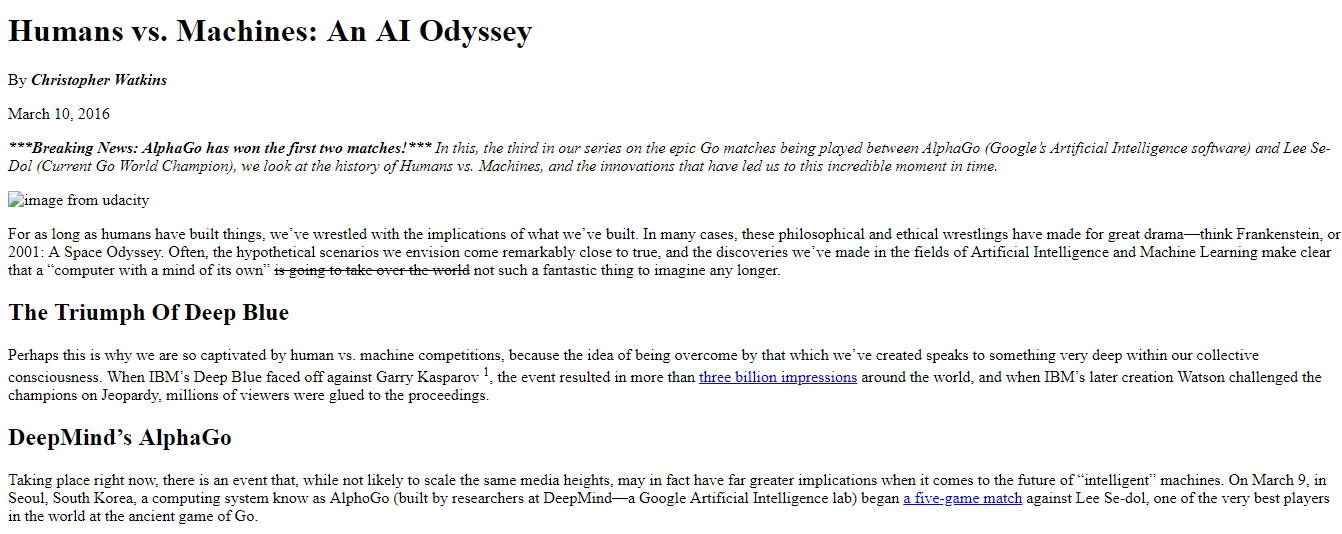 Humans vs. Machines: An AI Odyssey
By Christopher Watkins
March 10, 2016
***Breaking News: AlphaGo has won the first two matches!*** In this, the third in our series on the epic Go matches being played between AlphaGo (Google's Artificial Intelligence software) and Lee Se-
Dol (Current Go World Champion), we look at the history of Humans vs. Machines, and the innovations that have led us to this incredible moment in time.
image from udacity
For as long as humans have built things, we've wrestled with the implications of what we've built. In many cases, these philosophical and ethical wrestlings have made for great drama—think Frankenstein, or
2001: A Space Odyssey. Often, the hypothetical scenarios we envision come remarkably close to true, and the discoveries we've made in the fields of Artificial Intelligence and Machine Learning make clear
that a “computer with a mind of its own” is going to take over the world not such a fantastic thing to imagine any longer.
The Triumph Of Deep Blue
Perhaps this is why we are so captivated by human vs. machine competitions, because the idea of being overcome by that which we've created speaks to something very deep within our collective
consciousness. When IBM's Deep Blue faced off against Garry Kasparov 1, the event resulted in more than three billion impressions around the world, and when IBM's later creation Watson challenged the
champions on Jeopardy, millions of viewers were glued to the proceedings.
DeepMind's AlphaGo
Taking place right now, there is an event that, while not likely to scale the same media heights, may in fact have far greater implications when it comes to the future of “intelligent” machines. On March 9, in
Seoul, South Korea, a computing system know as AlphoGo (built by researchers at DeepMind—a Google Artificial Intelligence lab) began a five-game match against Lee Se-dol, one of the very best players
in the world at the ancient game of Go.